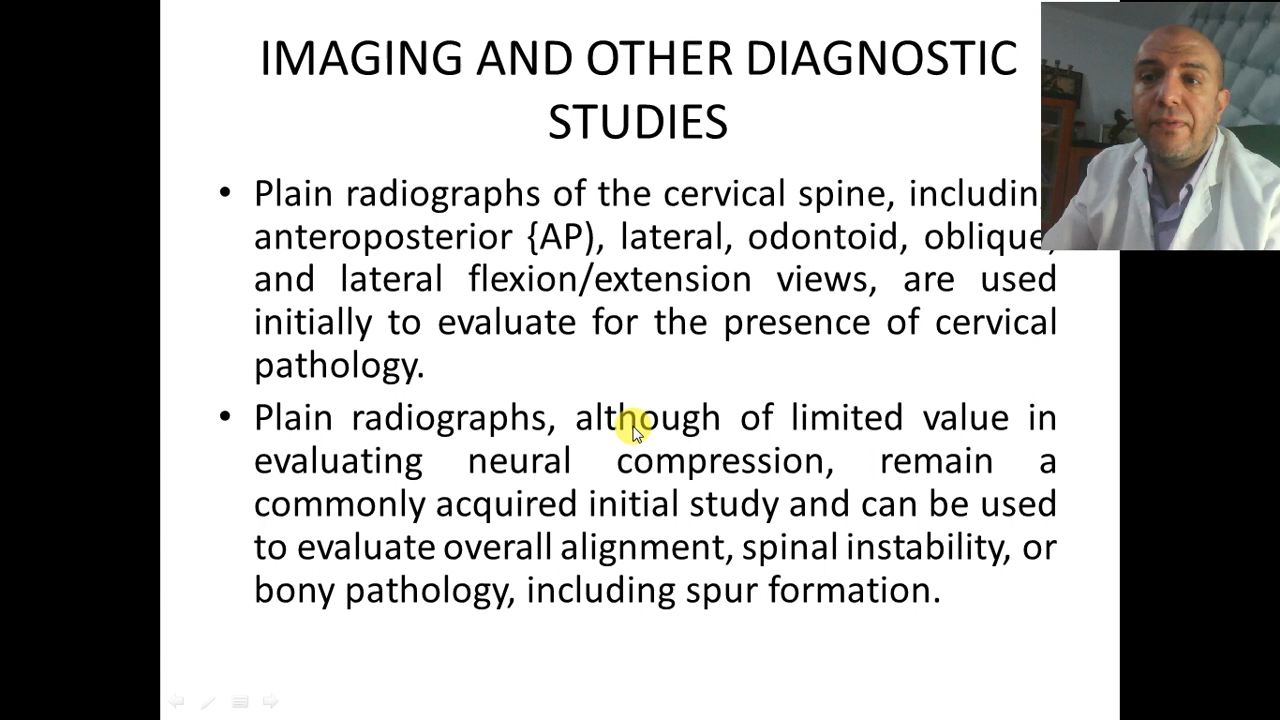 IMAGING AND OTHER DIAGNOSTIC
STUDIES
• Plain radiographs of the cervical spine, includin
anteroposterior {AP), lateral, odontoid, oblique,
and lateral flexion/extension views, are used
initially to evaluate for the presence of cervical
pathology.
• Plain radiographs, although of limited value in
evaluating neural compression, remain a
commonly acquired initial study and can be used
to evaluate overall alignment, spinal instability, or
bony pathology, including spur formation.